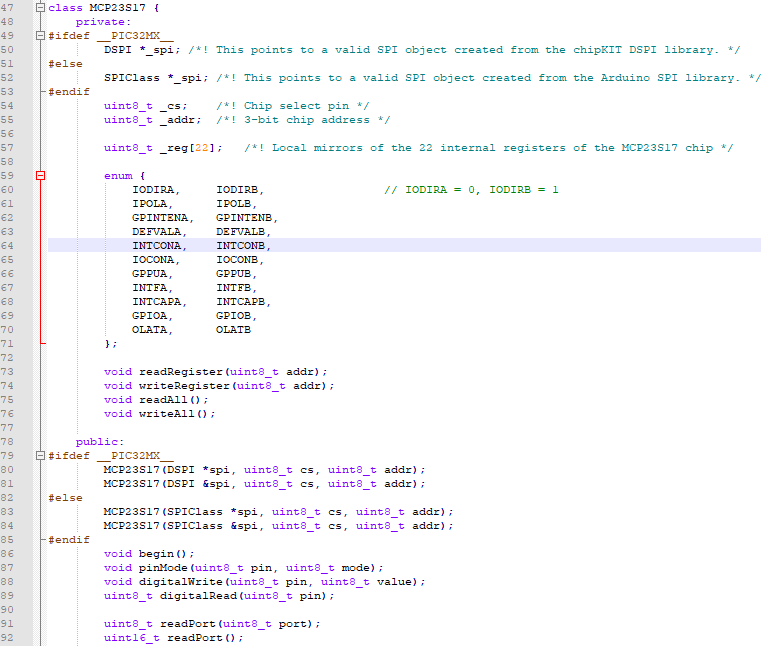 47 class MCP23S17 {
48     private:
49 #ifdef __PIC32MX__
50         DSPI *_spi; /*! This points to a valid SPI object created from the chipKIT DSPI library. */
51 #else
52         SPIClass *_spi; /*! This points to a valid SPI object created from the Arduino SPI library. */
53 #endif
54         uint8_t _cs;    /*! Chip select pin */
55         uint8_t _addr;  /*! 3-bit chip address */
56
57         uint8_t _reg[22];   /*! Local mirrors of the 22 internal registers of the MCP23S17 chip */
58
59         enum {
60             IODIRA,     IODIRB,                 // IODIRA = 0, IODIRB = 1
61             IPOLA,      IPOLB,
62             GPINTENA,   GPINTENB,
63             DEFVALA,    DEFVALB,
64             INTCONA,    INTCONB,
65             IOCONA,     IOCONB,
66             GPPUA,      GPPUB,
67             INTFA,      INTFB,
68             INTCAPA,    INTCAPB,
69             GPIOA,      GPIOB,
70             OLATA,      OLATB
71         };
72
73         void readRegister(uint8_t addr);
74         void writeRegister(uint8_t addr);
75         void readAll();
76         void writeAll();
77
78     public:
79 #ifdef __PIC32MX__
80         MCP23S17(DSPI *spi, uint8_t cs, uint8_t addr);
81         MCP23S17(DSPI &spi, uint8_t cs, uint8_t addr);
82 #else
83         MCP23S17(SPIClass *spi, uint8_t cs, uint8_t addr);
84         MCP23S17(SPIClass &spi, uint8_t cs, uint8_t addr);
85 #endif
86         void begin();
87         void pinMode(uint8_t pin, uint8_t mode);
88         void digitalWrite(uint8_t pin, uint8_t value);
89         uint8_t digitalRead(uint8_t pin);
90
91         uint8_t readPort(uint8_t port);
92         uint16_t readPort();